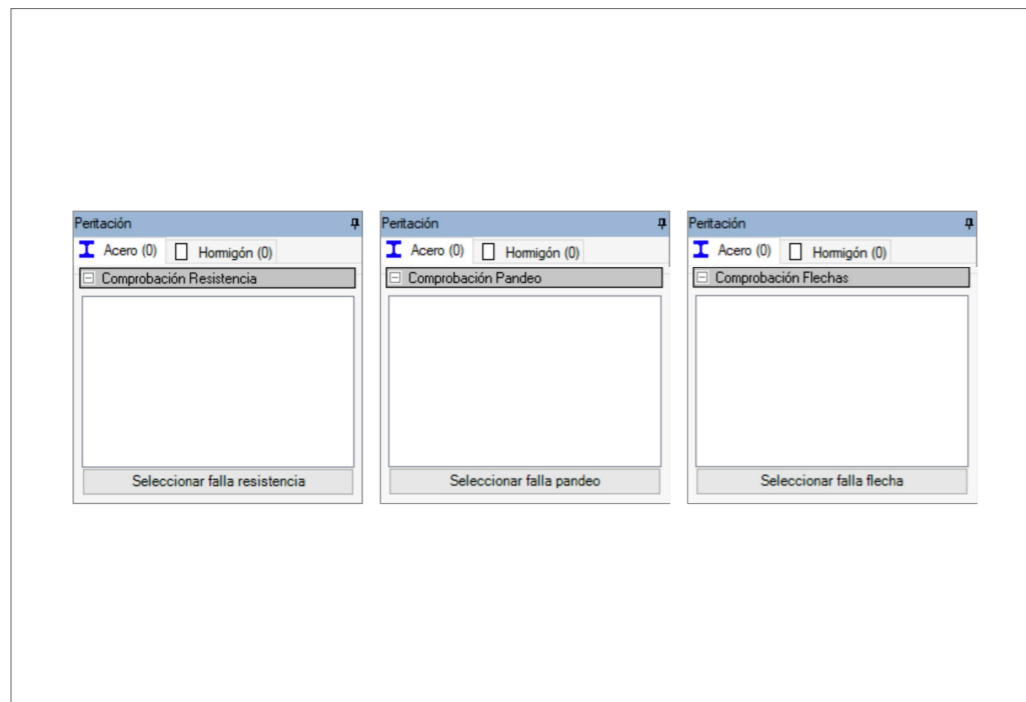 Peritación
Acero (0) Hormigón (0)
Comprobación Resistencia
Seleccionar falla resistencia
Peritación
Acero (0) Hormigón (0)
Comprobación Pandeo
Seleccionar falla pandeo
Peritación
Acero (0) Hormigón (0)
Comprobación Flechas
Seleccionar falla flecha